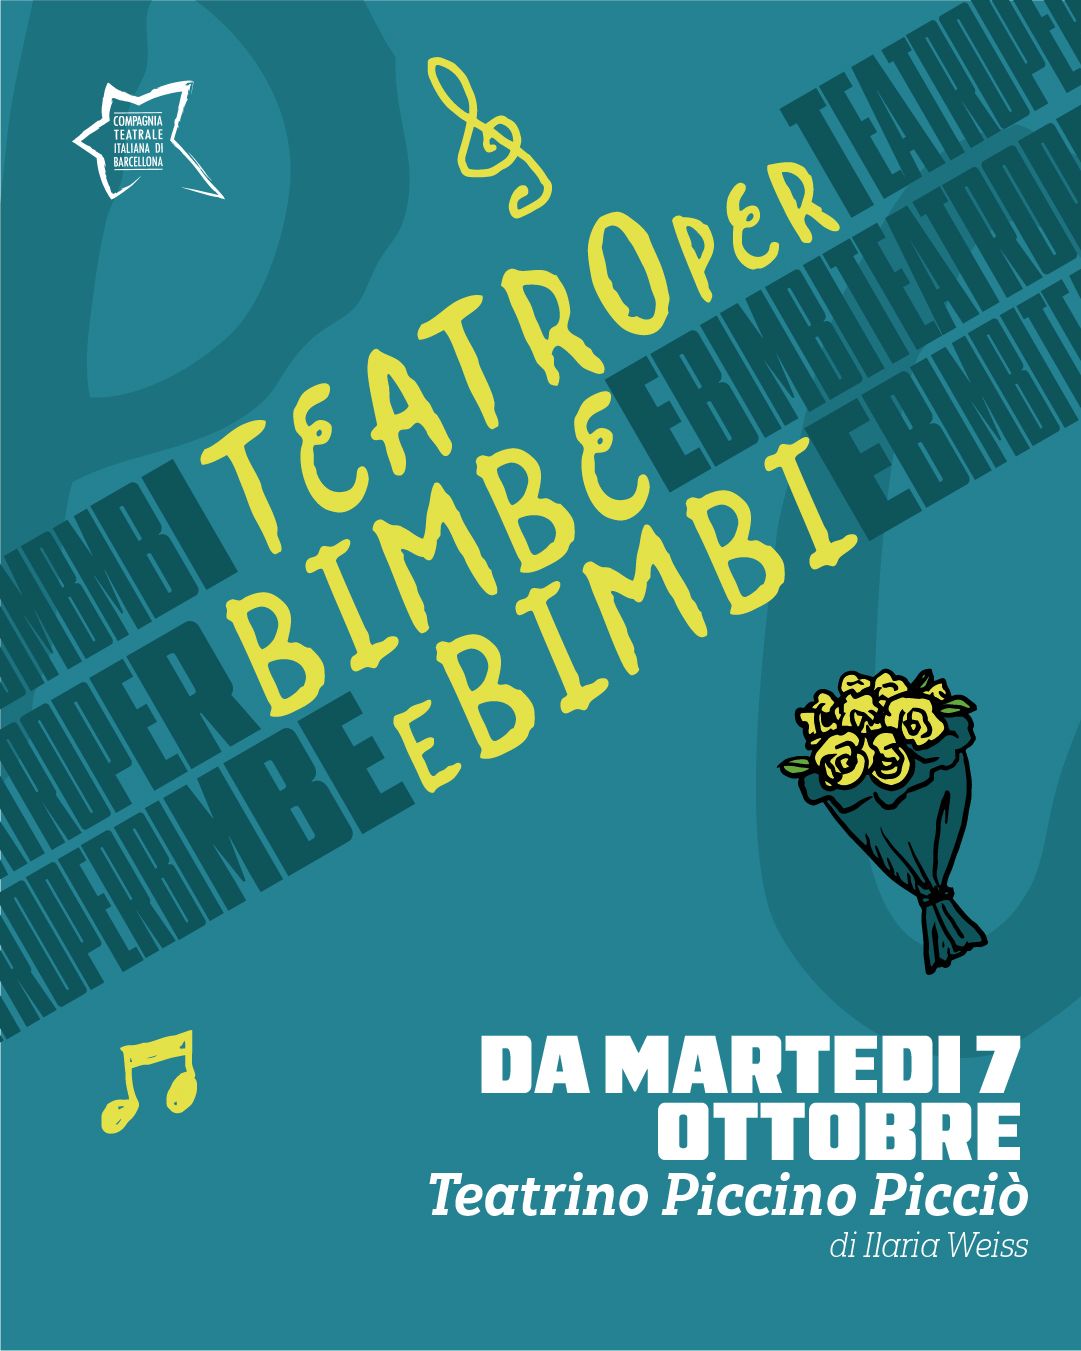 COMPAGNIA
TEATRALE
ITALIANA DI
BARCELLONA
TEATRO PER
BIMBE
E BIMBI
DA MARTEDI 7
OTTOBRE
Teatrino Piccino Picciò
di Ilaria Weiss